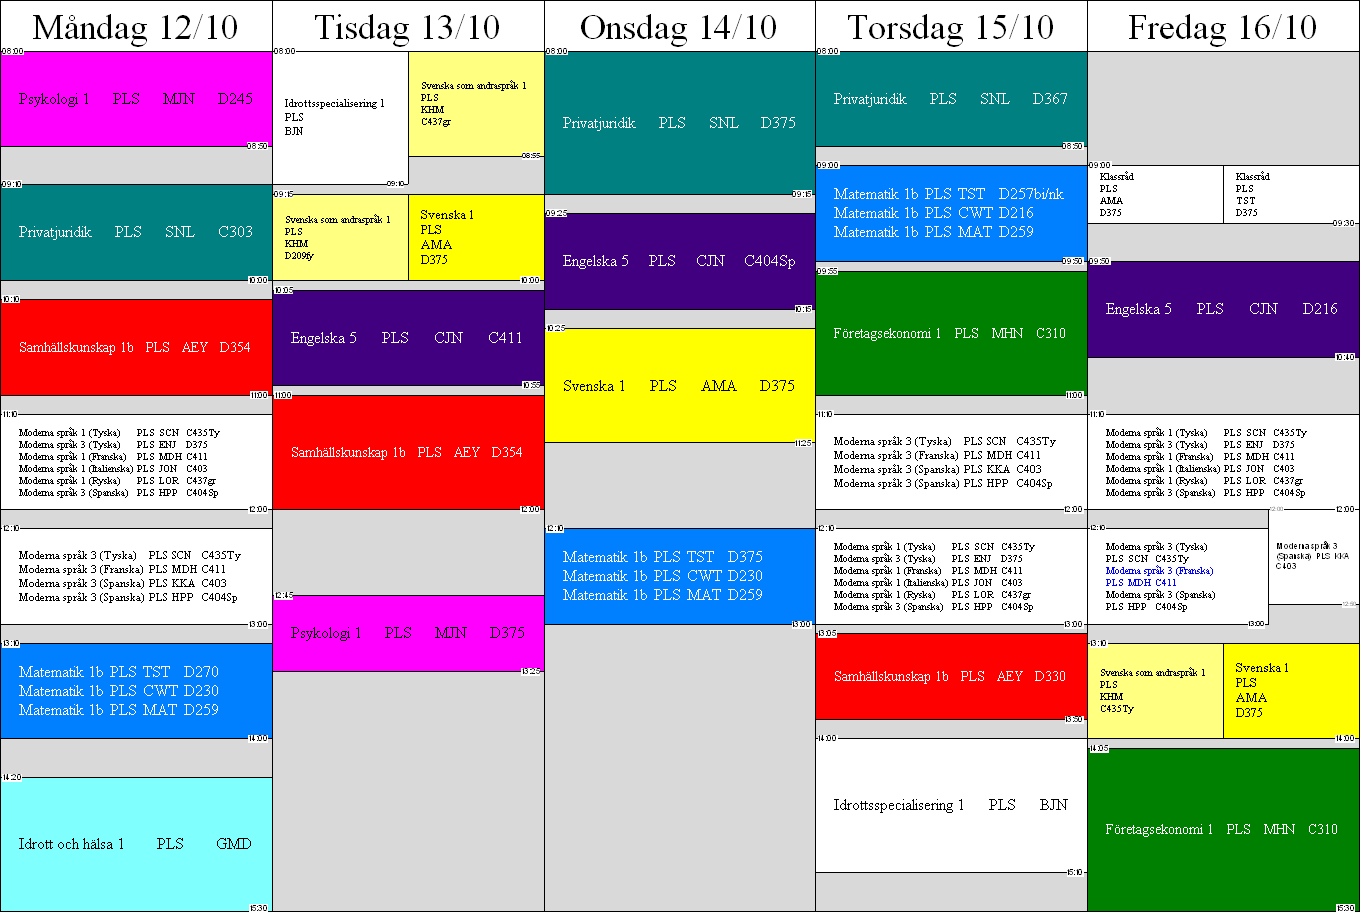 Måndag 12/10
08:00
Psykologi 1 PLS MJN D245
08:50
09:10
Privatjuridik PLS SNL C303
10:00
10:10
Samhällskunskap 1b PLS AEY D354
11:00
11:10
Moderna språk 1 (Tyska) PLS SCN C435Ty
Moderna språk 3 (Tyska) PLS ENJ D375
Moderna språk 1 (Franska) PLS MDH C411
Moderna språk 1 (Italienska) PLS JON C403
Moderna språk 1 (Ryska) PLS LOR C437gr
Moderna språk 3 (Spanska) PLS HPP C404Sp
12:00
12:10
Moderna språk 3 (Tyska) PLS SCN C435Ty
Moderna språk 3 (Franska) PLS MDH C411
Moderna språk 3 (Spanska) PLS KKA C403
Moderna språk 3 (Spanska) PLS HPP C404Sp
13:00
13:10
Matematik 1b PLS TST D270
Matematik 1b PLS CWT D230
Matematik 1b PLS MAT D259
14:00
14:20
Idrott och hälsa 1 PLS GMD
15:30
Tisdag 13/10
08:00
Idrottsspecialisering 1
PLS
BJN
09:10
Svenska som andraspråk 1
PLS
KHM
C437gr
08:55
09:15
Svenska som andraspråk 1
PLS
KHM
D209fy
Svenska 1
PLS
AMA
D375
10:00
10:05
Engelska 5 PLS CJN C411
10:55
11:00
Samhällskunskap 1b PLS AEY D354
12:00
12:45
Psykologi 1 PLS MJN D375
13:25
Onsdag 14/10
08:00
Privatjuridik PLS SNL D375
09:15
09:25
Engelska 5 PLS CJN C404Sp
10:15
10:25
Svenska 1 PLS AMA D375
11:25
12:10
Matematik 1b PLS TST D375
Matematik 1b PLS CWT D230
Matematik 1b PLS MAT D259
13:00
Torsdag 15/10
08:00
Privatjuridik PLS SNL D367
08:50
09:00
Matematik 1b PLS TST D257bi/nk
Matematik 1b PLS CWT D216
Matematik 1b PLS MAT D259
09:50
09:55
Företagsekonomi 1 PLS MHN C310
11:00
11:10
Moderna språk 3 (Tyska) PLS SCN C435Ty
Moderna språk 3 (Franska) PLS MDH C411
Moderna språk 3 (Spanska) PLS KKA C403
Moderna språk 3 (Spanska) PLS HPP C404Sp
12:00
12:10
Moderna språk 1 (Tyska) PLS SCN C435Ty
Moderna språk 3 (Tyska) PLS ENJ D375
Moderna språk 1 (Franska) PLS MDH C411
Moderna språk 1 (Italienska) PLS JON C403
Moderna språk 1 (Ryska) PLS LOR C437gr
Moderna språk 3 (Spanska) PLS HPP C404Sp
13:00
13:05
Samhällskunskap 1b PLS AEY D330
13:50
14:00
Idrottsspecialisering 1 PLS BJN
15:10
Fredag 16/10
09:00
Klassråd
PLS
AMA
D375
Klassråd
PLS
TST
D375
09:30
09:50
Engelska 5 PLS CJN D216
10:40
11:10
Moderna språk 1 (Tyska) PLS SCN C435Ty
Moderna språk 3 (Tyska) PLS ENJ D375
Moderna språk 1 (Franska) PLS MDH C411
Moderna språk 1 (Italienska) PLS JON C403
Moderna språk 1 (Ryska) PLS LOR C437gr
Moderna språk 3 (Spanska) PLS HPP C404Sp
12:00
12:10
Moderna språk 3 (Tyska)
PLS SCN C435Ty
Moderna språk 3 (Franska)
PLS MDH C411
Moderna språk 3 (Spanska)
PLS HPP C404Sp
13:00
12:00
Moderna språk 3
(Spanska) PLS KKA
C403
12:50
13:10
Svenska som andraspråk 1
PLS
KHM
C435Ty
Svenska 1
PLS
AMA
D375
14:00
14:05
Företagsekonomi 1 PLS MHN C310
15:30